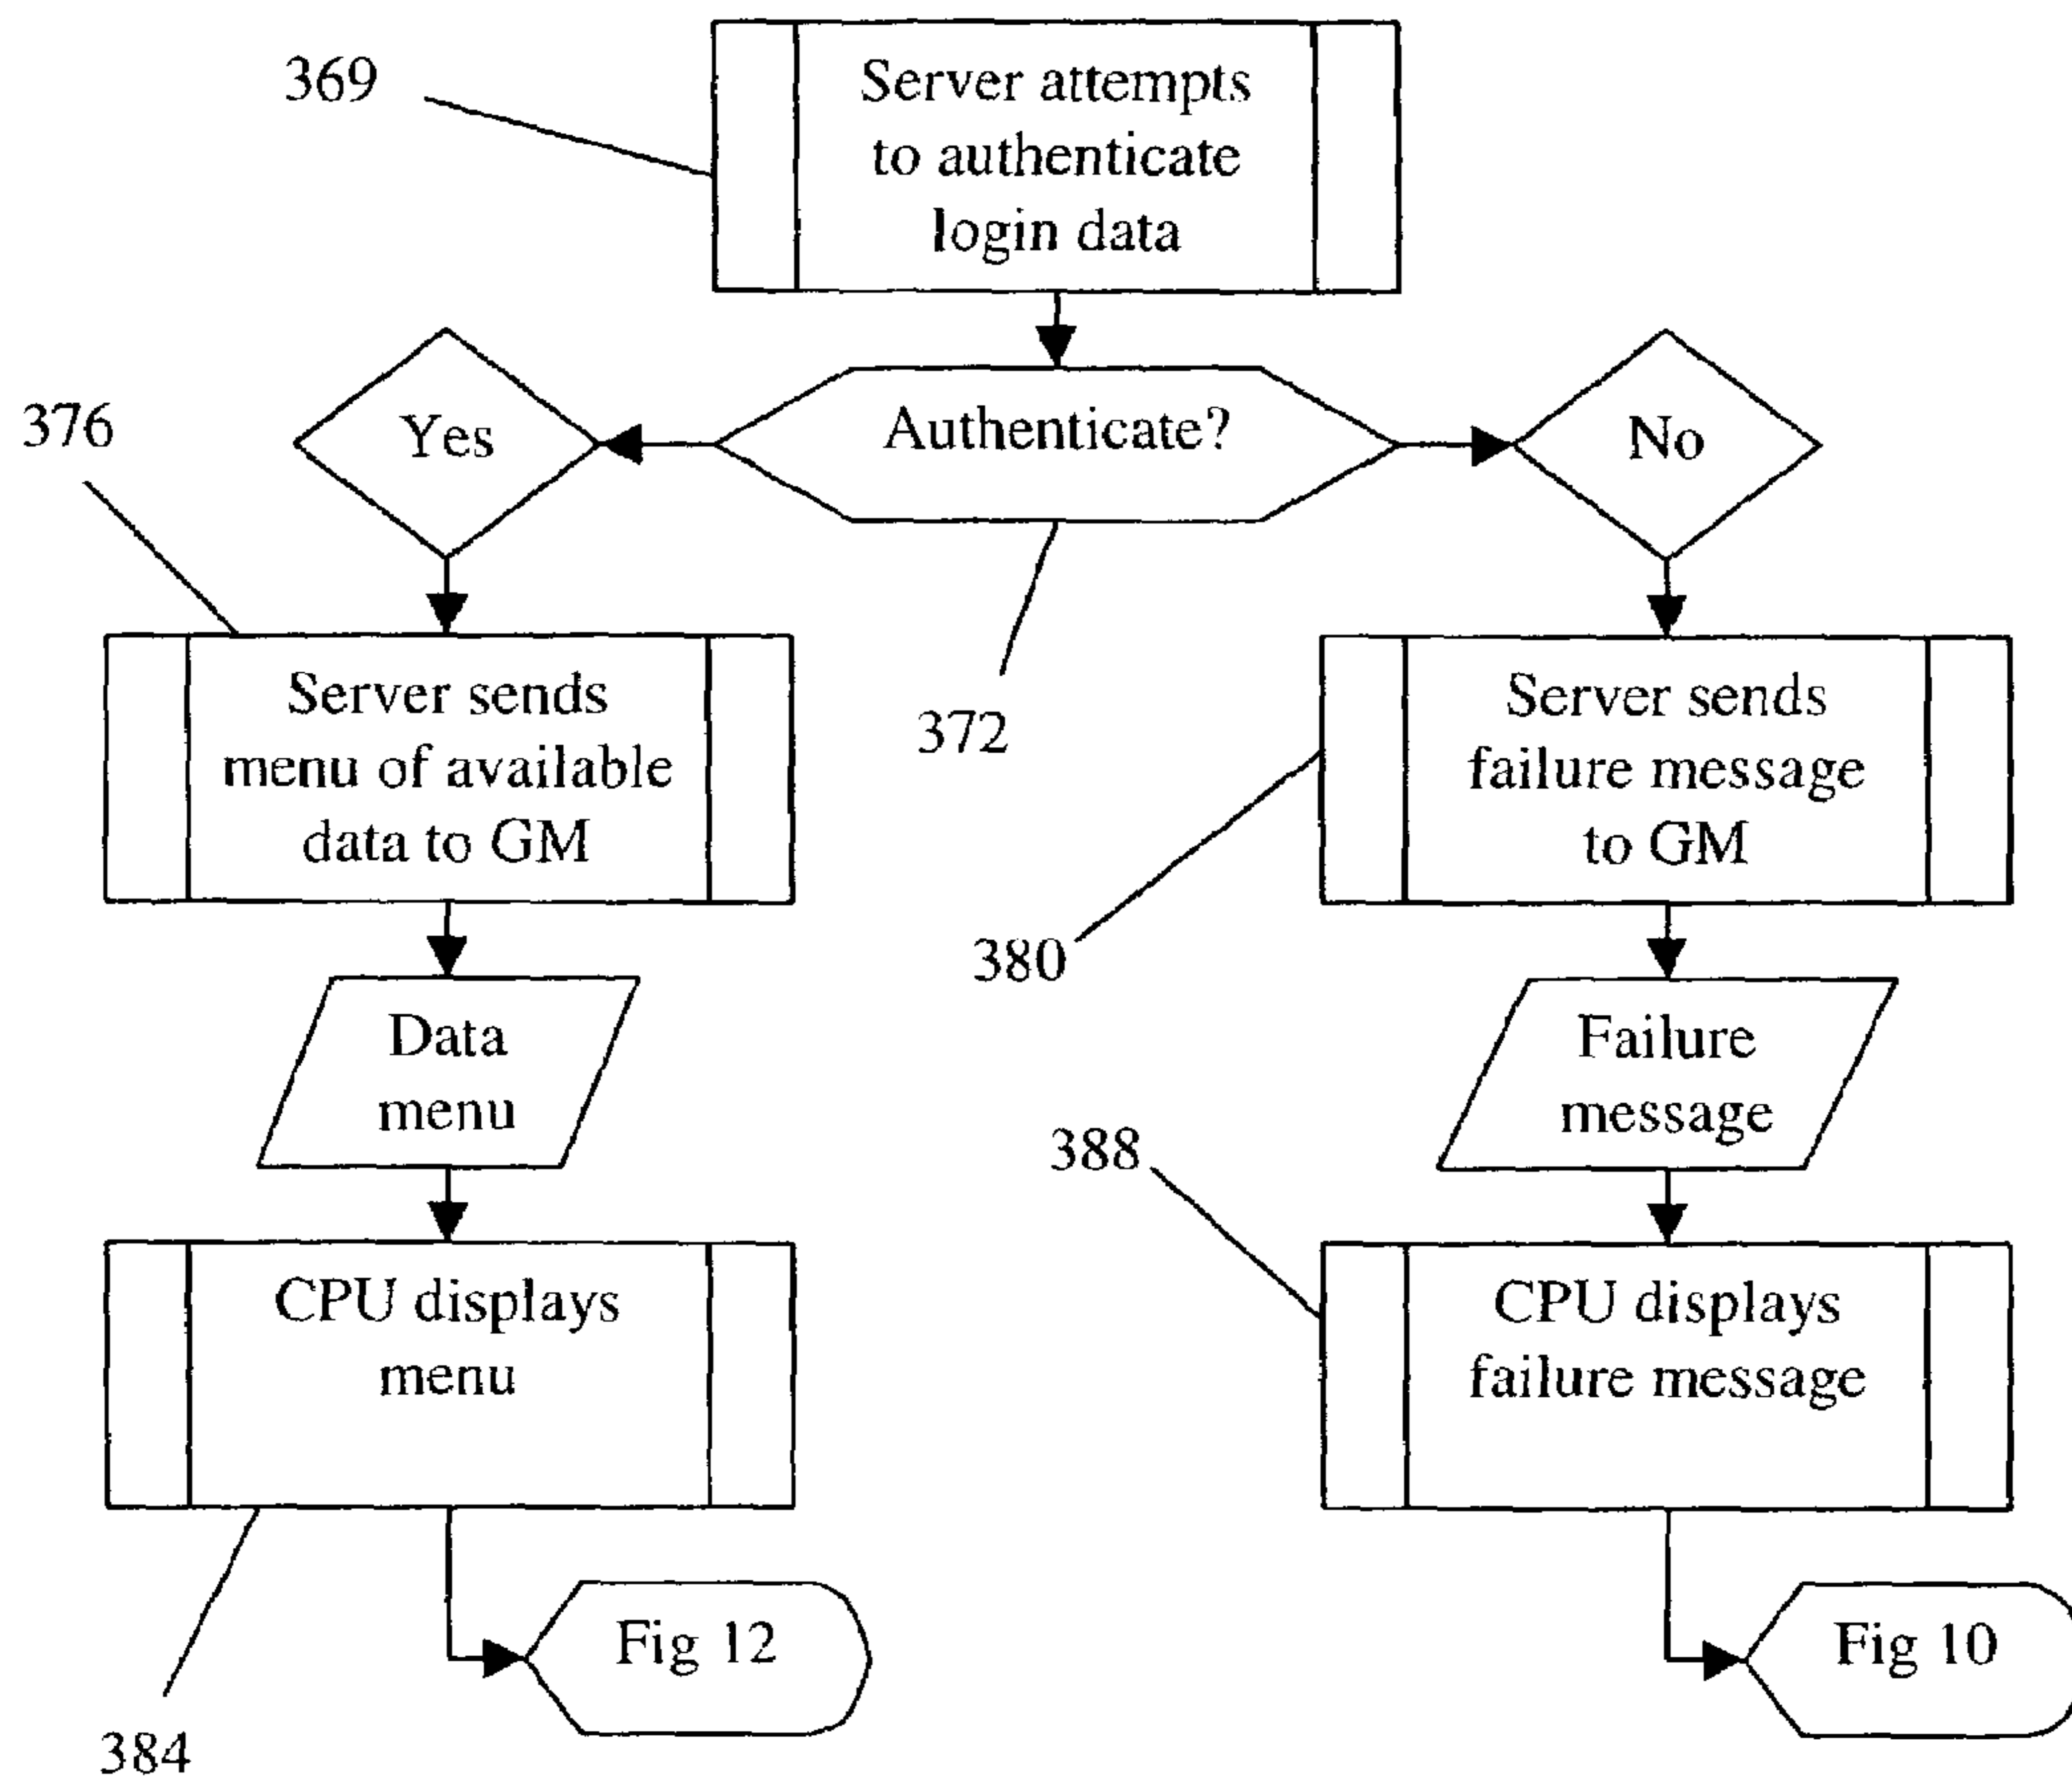 369
Server attempts
to authenticate
login data
376
Yes
Authenticate?
No
372
Server sends
menu of available
data to GM
380
Server sends
failure message
to GM
Data
menu
388
Failure
message
CPU displays
menu
CPU displays
failure message
384
Fig 12
Fig 10